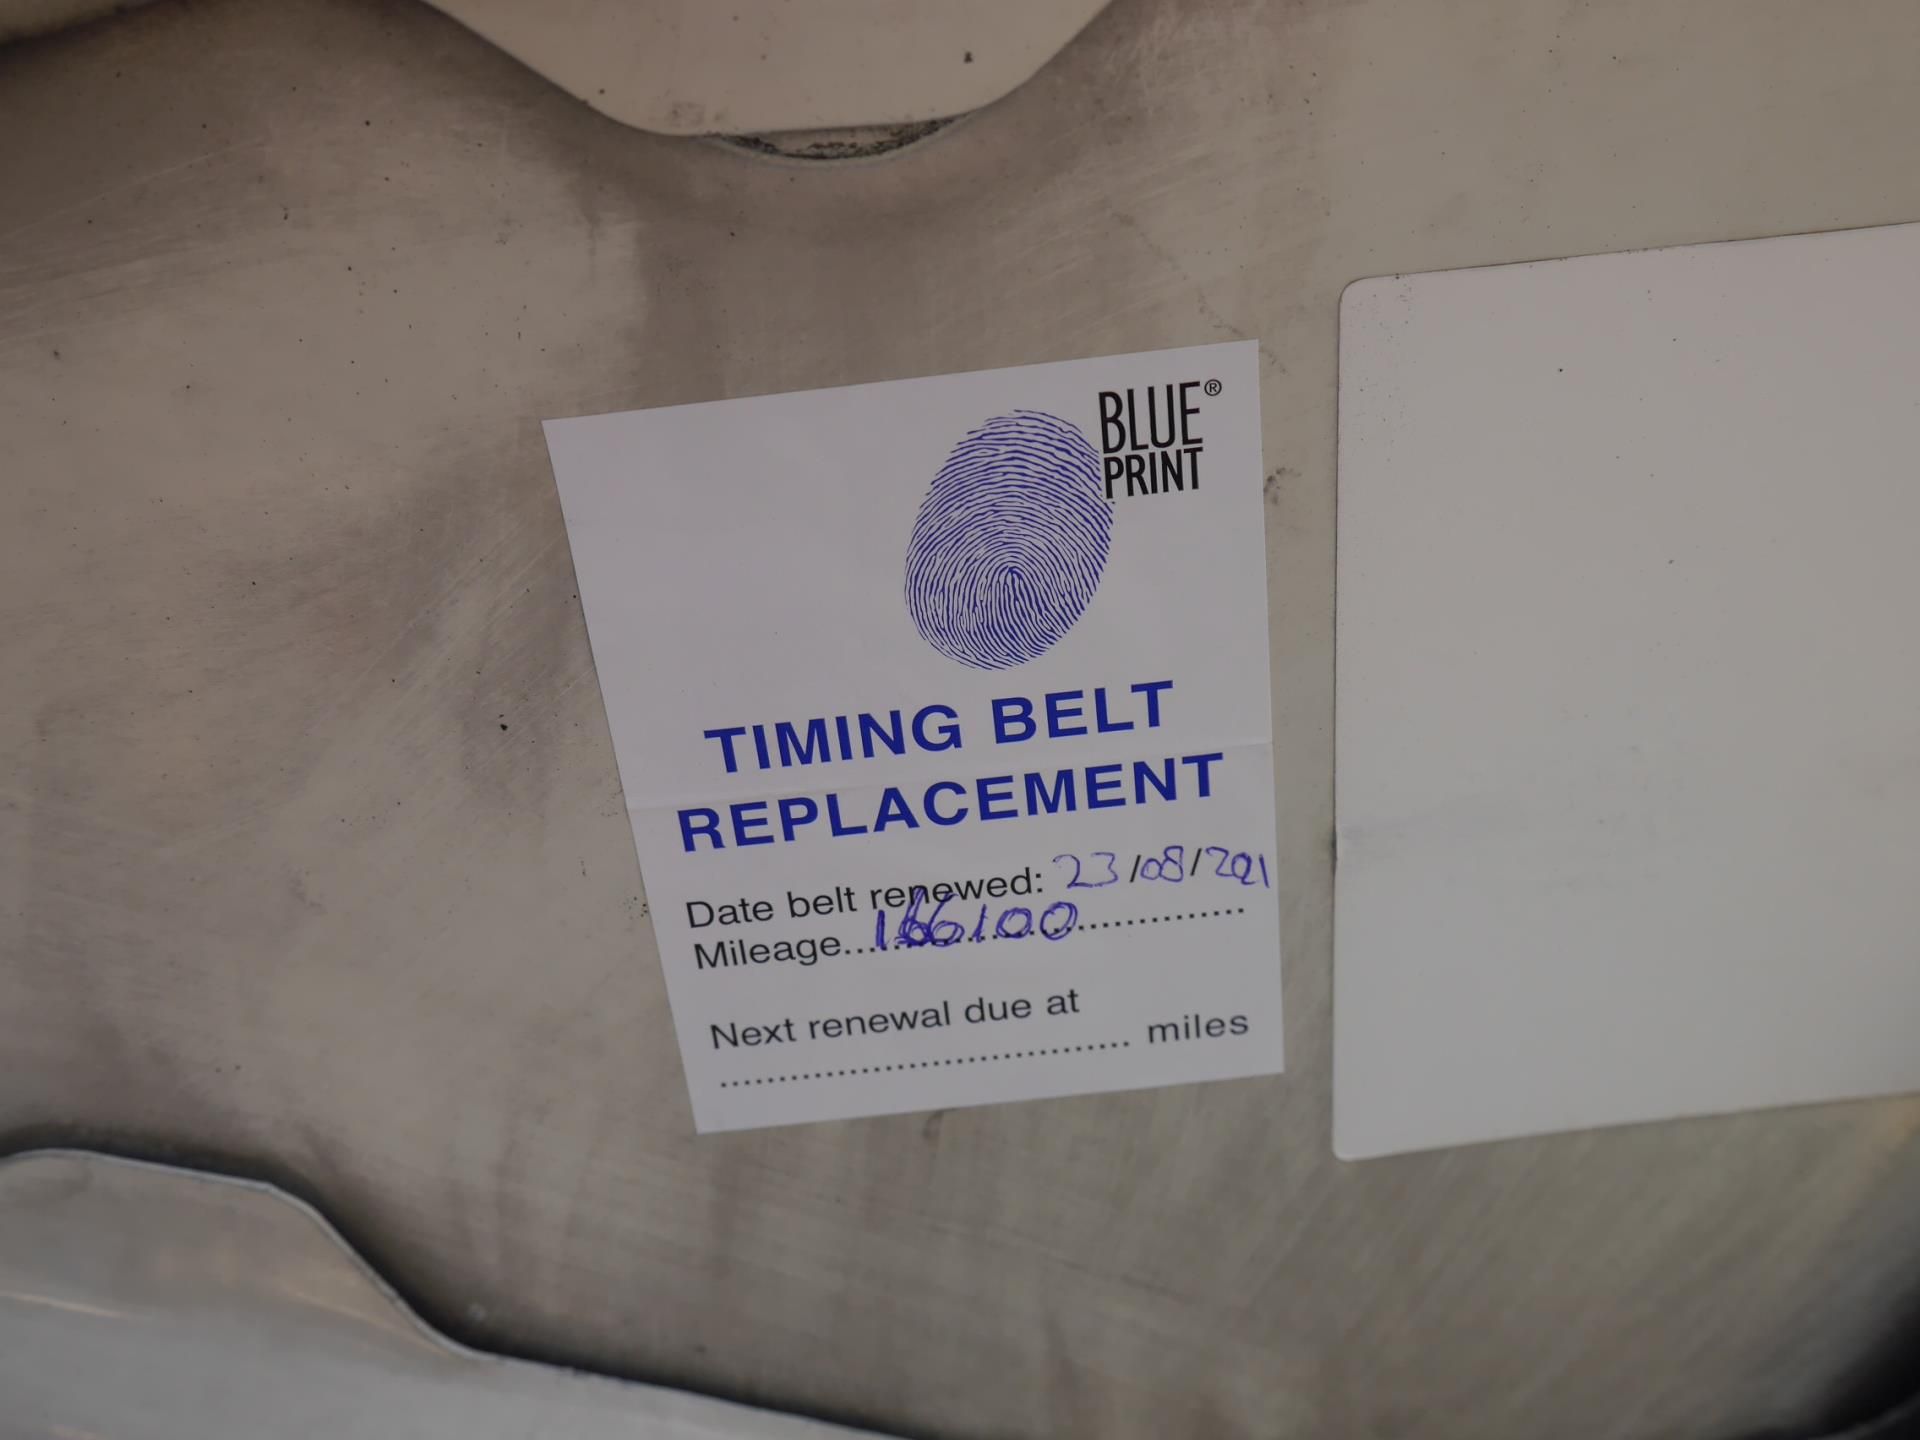 BLUE®
PRINT
TIMING BELT
REPLACEMENT
Date belt renewed: 23/08/2021
Mileage...166100..............
Next renewal due at
.................................... miles